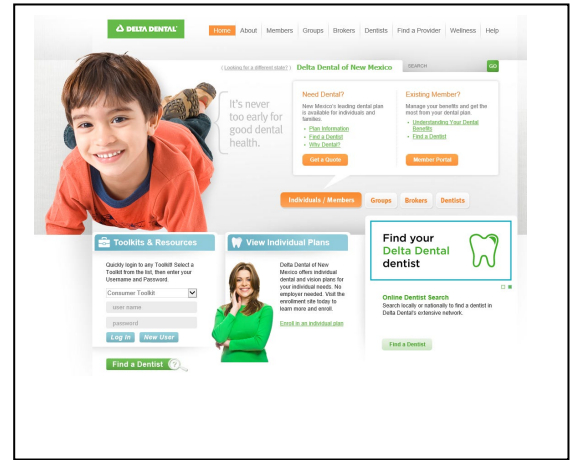 DELTA DENTAL
Home About Members Groups Brokers Dentists Find a Provider Wellness Help
( Looking for a different state? ) Delta Dental of New Mexico SEARCH GO
It's never
too early for
good dental
health.
Need Dental?
New Mexico's leading dental plan
is available for individuals and
families.
Plan Information
Find a Dentist
Why Dental?
Get a Quote
Existing Member?
Manage your benefits and get the
most from your dental plan.
Understanding Your Dental
Benefits
Find a Dentist
Member Portal
Individuals / Members Groups Brokers Dentists
Toolkits & Resources
Quickly login to any Toolkit! Select a
Toolkit from the list, then enter your
Username and Password.
Consumer Toolkit
user name
password
Log In New User
Find a Dentist
View Individual Plans
Delta Dental of New
Mexico offers individual
dental and vision plans for
your individual needs. No
employer needed. Visit the
enrollment site today to
learn more and enroll.
Enroll in an individual plan
Find your
Delta Dental
dentist
Online Dentist Search
Search locally or nationally to find a dentist in
Delta Dental's extensive network.
Find a Dentist